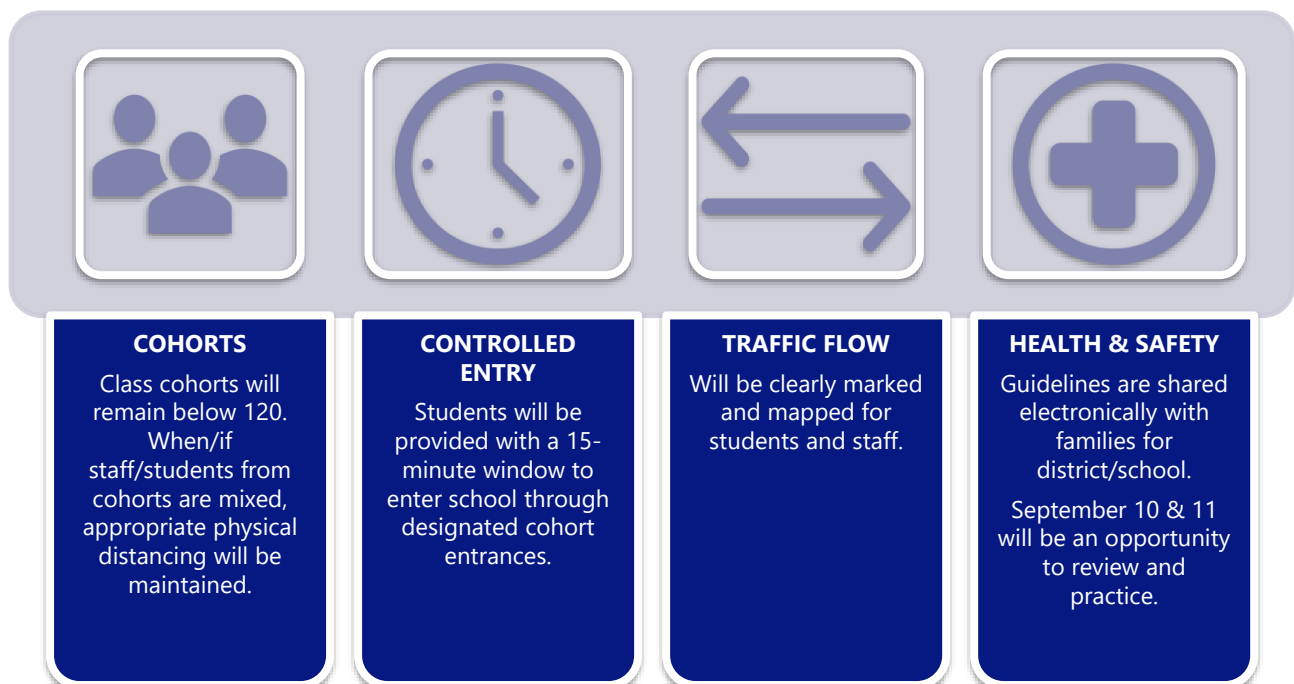 COHORTS
Class cohorts will
remain below 120.
When/if
staff/students from
cohorts are mixed,
appropriate physical
distancing will be
maintained.
CONTROLLED
ENTRY
Students will be
provided with a 15-
minute window to
enter school through
designated cohort
entrances.
TRAFFIC FLOW
Will be clearly marked
and mapped for
students and staff.
HEALTH & SAFETY
Guidelines are shared
electronically with
families for
district/school.
September 10 & 11
will be an opportunity
to review and
practice.